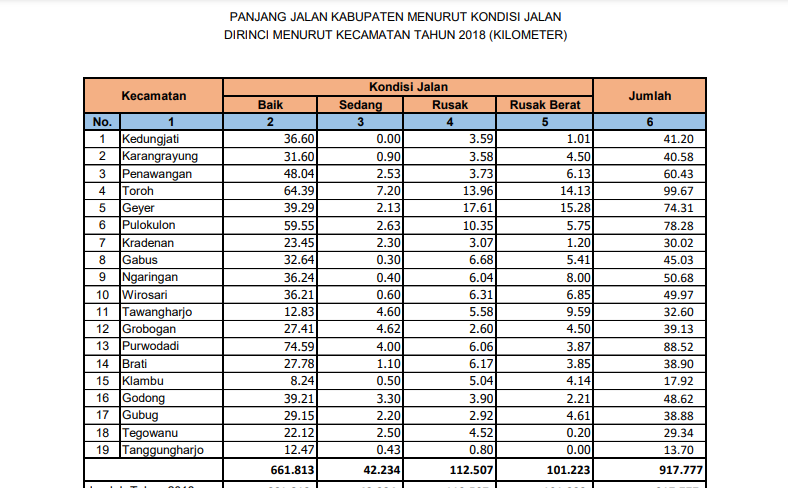 PANJANG JALAN KABUPATEN MENURUT KONDISI JALAN
DIRINCI MENURUT KECAMATAN TAHUN 2018 (KILOMETER)
Kecamatan Kondisi Jalan Jumlah
Baik Sedang Rusak Rusak Berat
No. 1 2 3 4 5 6
1 Kedungjati 36.60 0.00 3.59 1.01 41.20
2 Karangrayung 31.60 0.90 3.58 4.50 40.58
3 Penawangan 48.04 2.53 3.73 6.13 60.43
4 Toroh 64.39 7.20 13.96 14.13 99.67
5 Geyer 39.29 2.13 17.61 15.28 74.31
6 Pulokulon 59.55 2.63 10.35 5.75 78.28
7 Kradenan 23.45 2.30 3.07 1.20 30.02
8 Gabus 32.64 0.30 6.68 5.41 45.03
9 Ngaringan 36.24 0.40 6.04 8.00 50.68
10 Wirosari 36.21 0.60 6.31 6.85 49.97
11 Tawangharjo 12.83 4.60 5.58 9.59 32.60
12 Grobogan 27.41 4.62 2.60 4.50 39.13
13 Purwodadi 74.59 4.00 6.06 3.87 88.52
14 Brati 27.78 1.10 6.17 3.85 38.90
15 Klambu 8.24 0.50 5.04 4.14 17.92
16 Godong 39.21 3.30 3.90 2.21 48.62
17 Gubug 29.15 2.20 2.92 4.61 38.88
18 Tegowanu 22.12 2.50 4.52 0.20 29.34
19 Tanggungharjo 12.47 0.43 0.80 0.00 13.70
661.813 42.234 112.507 101.223 917.777